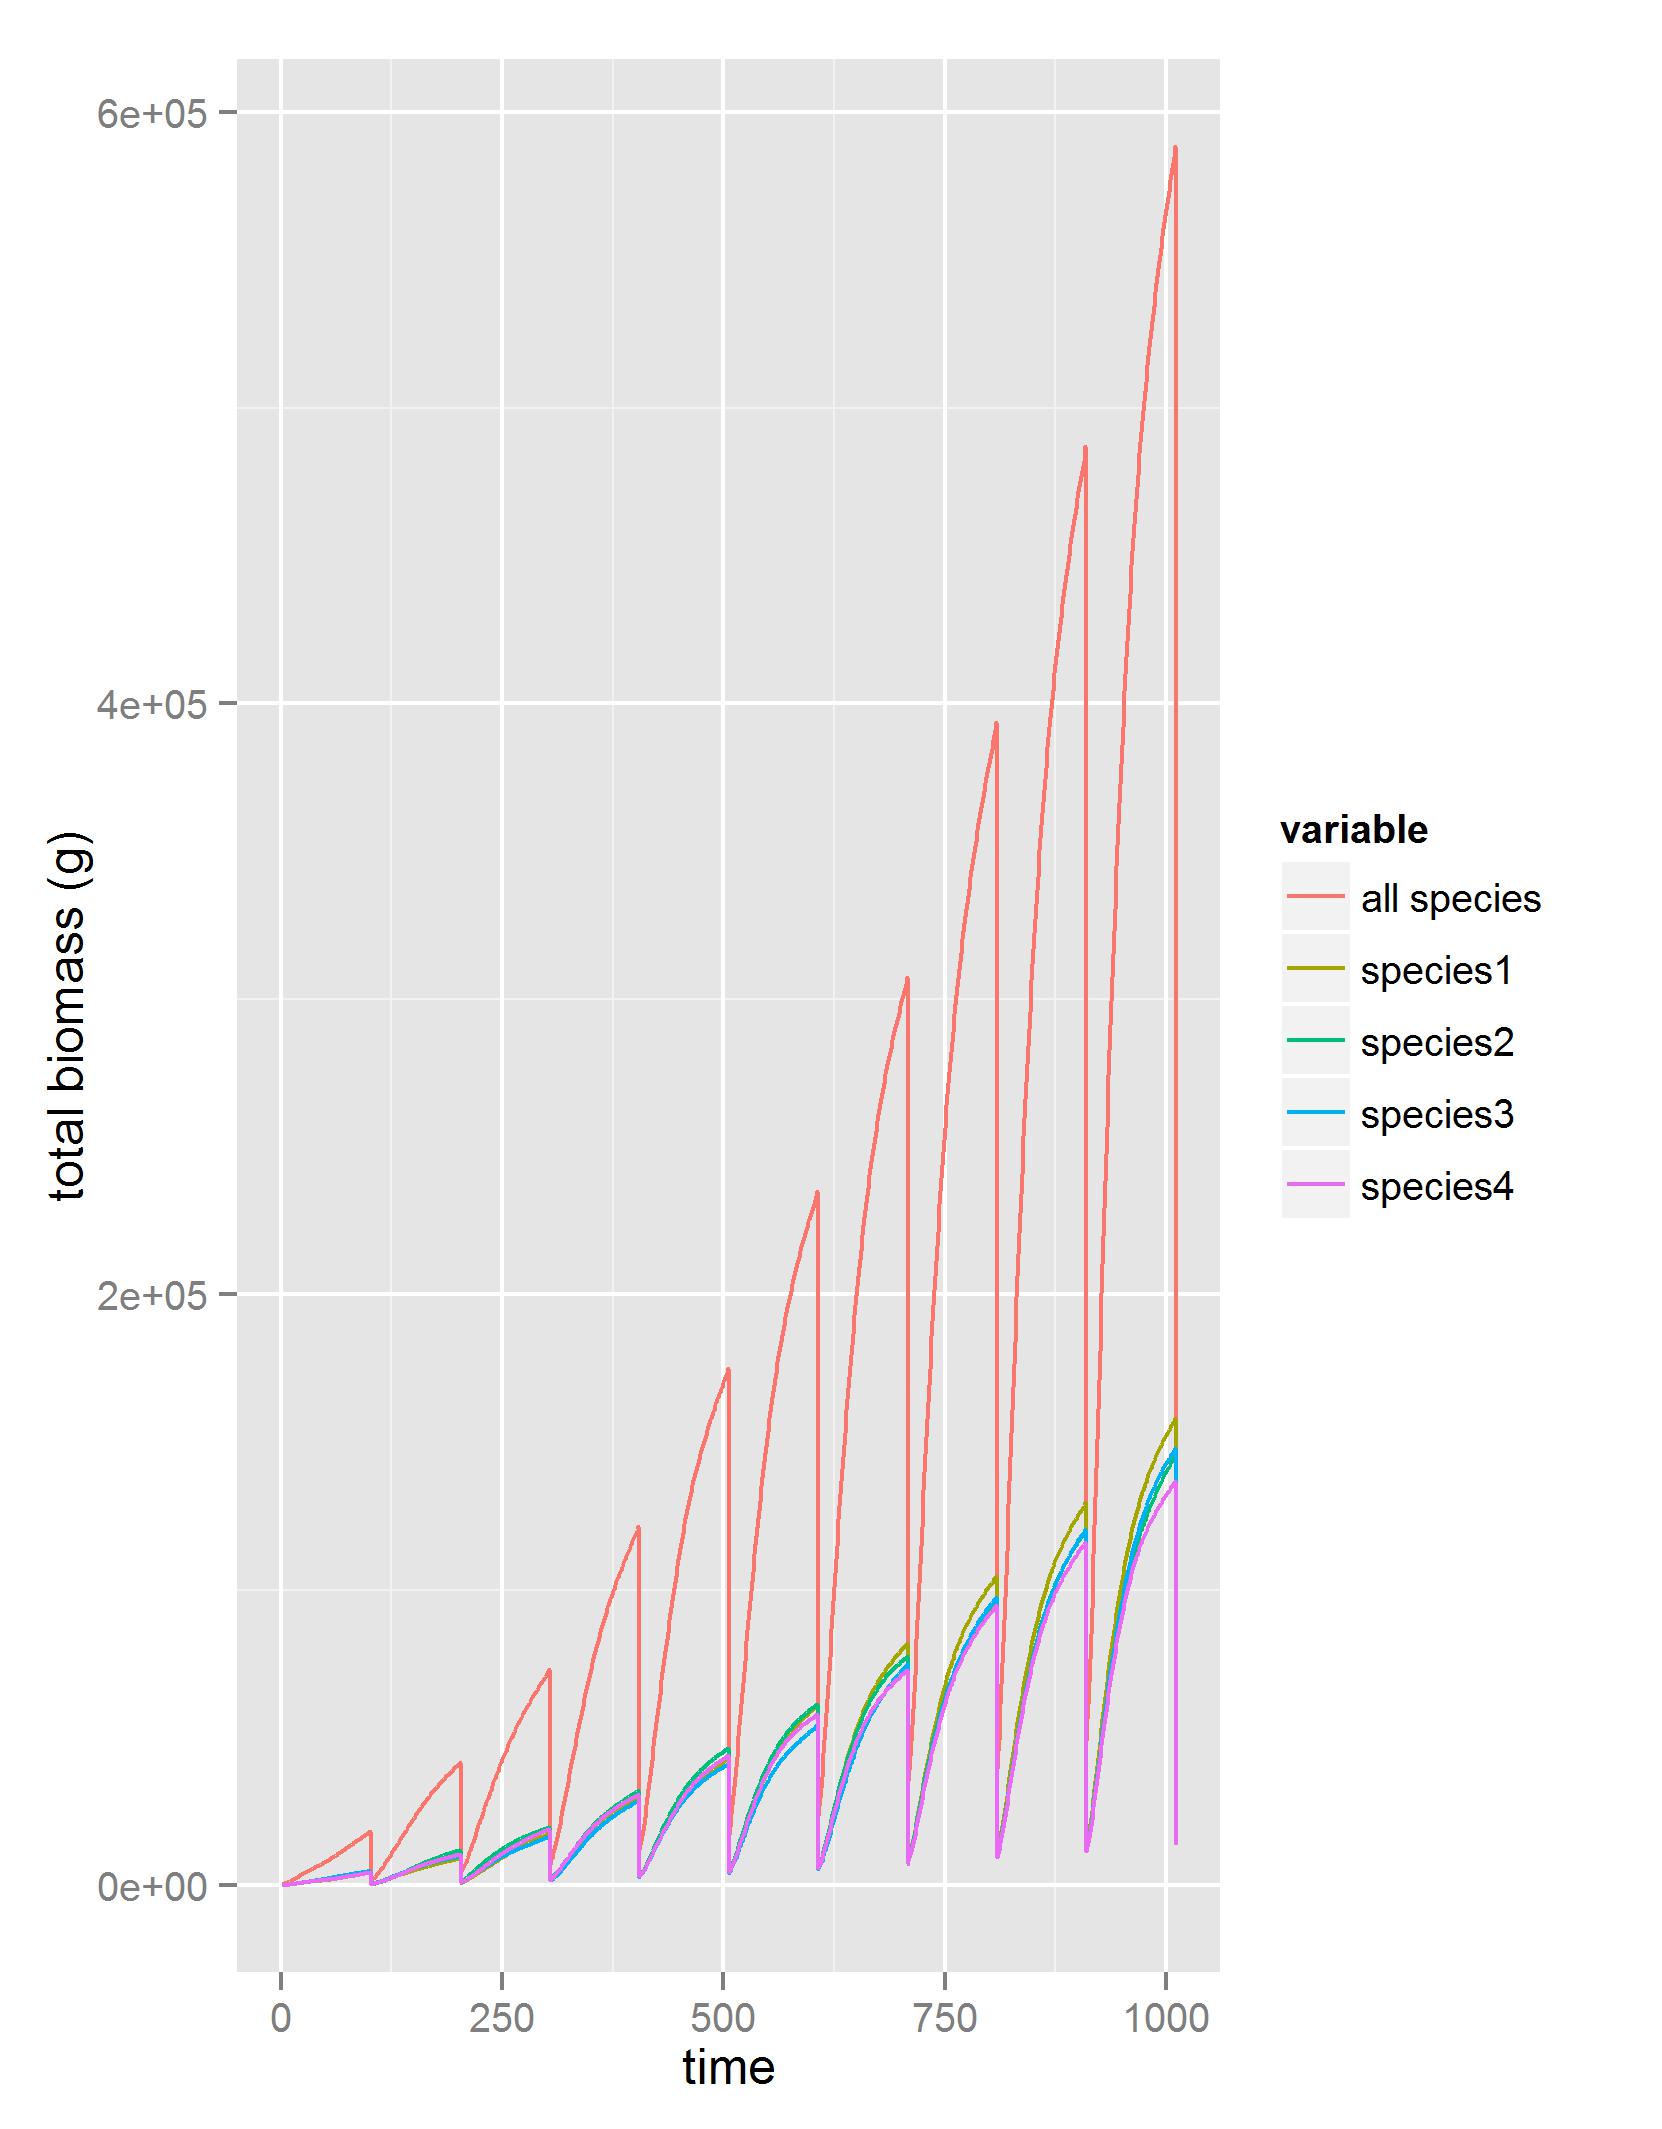 6e+05
4e+05
2e+05
0e+00
total biomass (g)
0 250 500 750 1000
time
variable
all species
species1
species2
species3
species4